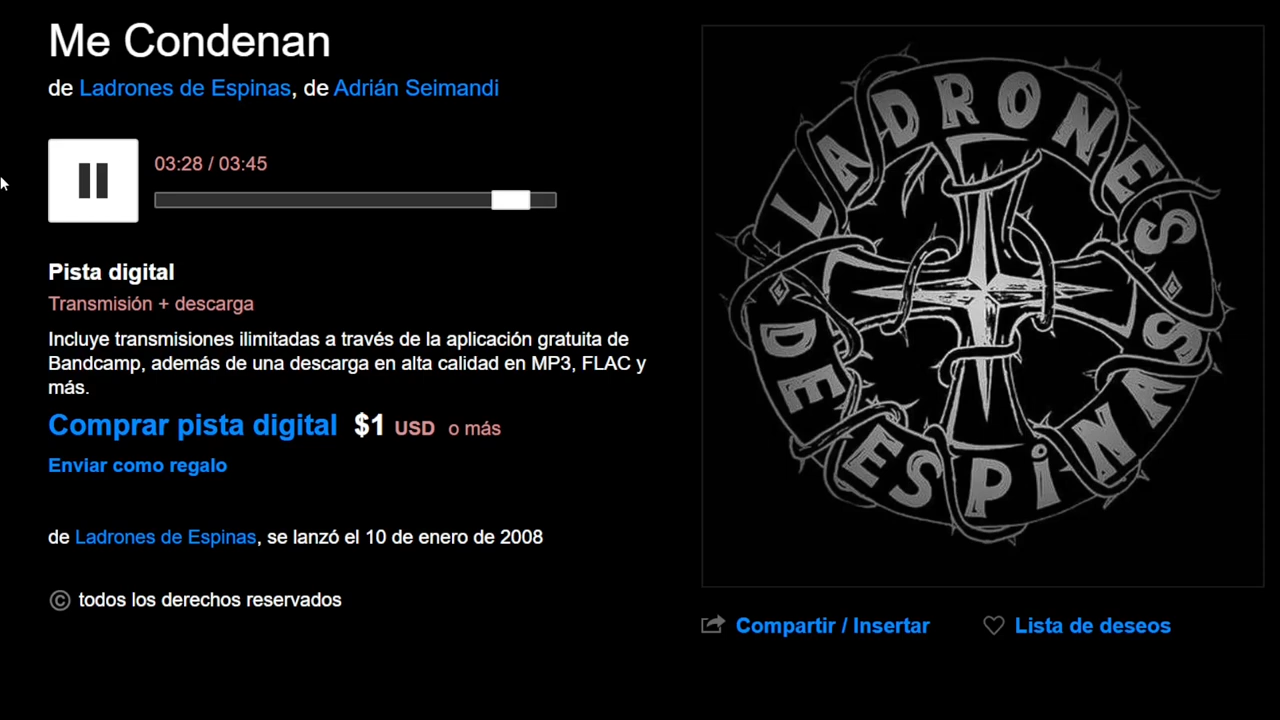 Me Condenan
de Ladrones de Espinas, de Adrián Seimandi
03:28 / 03:45
Pista digital
Transmisión + descarga
Incluye transmisiones ilimitadas a través de la aplicación gratuita de
Bandcamp, además de una descarga en alta calidad en MP3, FLAC y
más.
Comprar pista digital $1 USD o más
Enviar como regalo
de Ladrones de Espinas, se lanzó el 10 de enero de 2008
© todos los derechos reservados
LADRONES
DE ESPINAS
Compartir / Insertar Lista de deseos